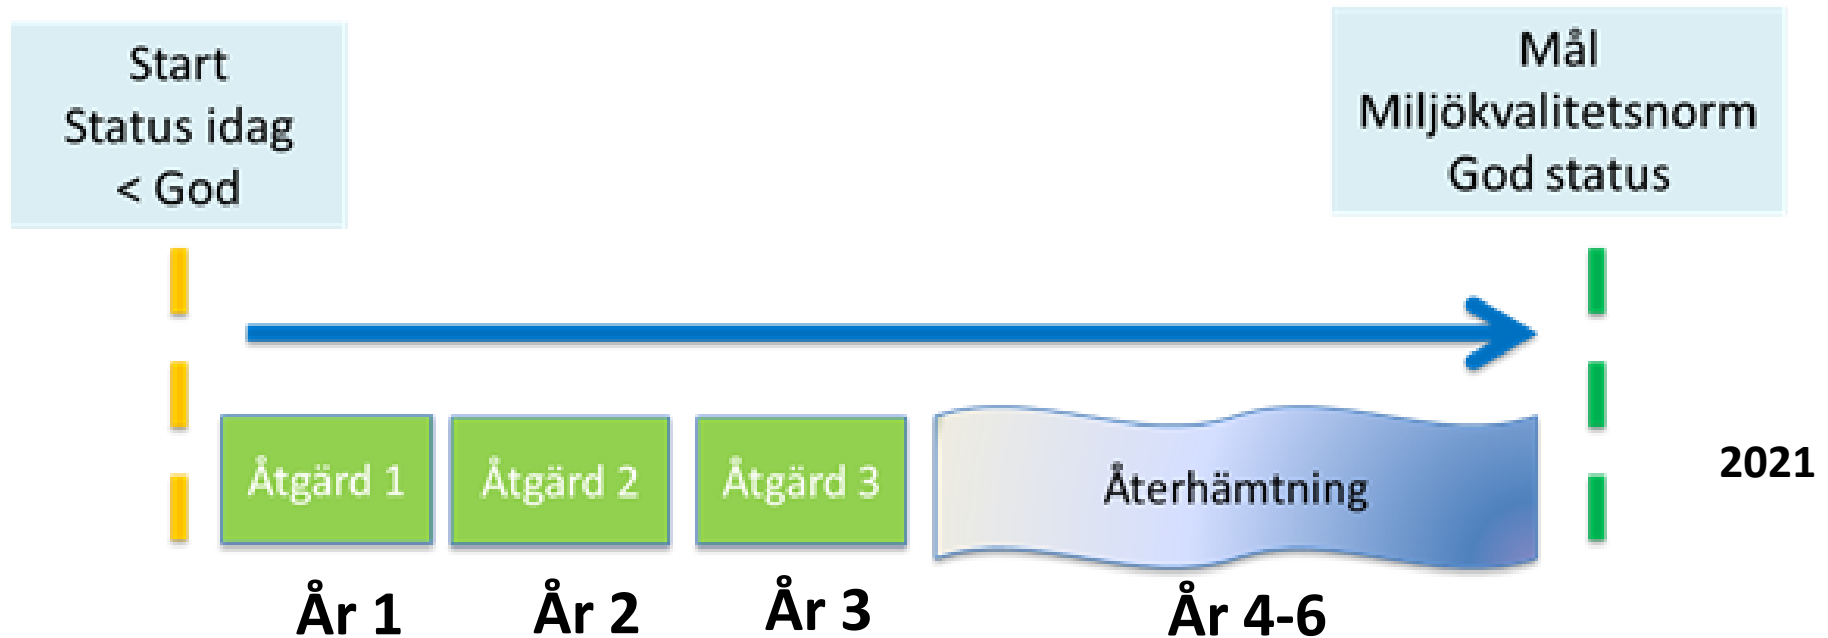 Start
Status idag
< God
Mål
Miljökvalitetsnorm
God status
Åtgärd 1
Åtgärd 2
Åtgärd 3
Återhämtning
2021
År 1
År 2
År 3
År 4-6